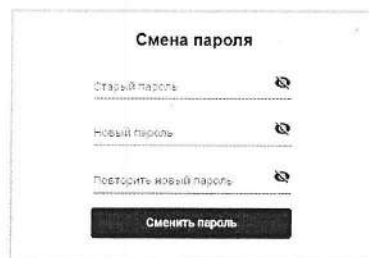 Смена пароля
Старый пароль
Новый пароль
Повторить новый пароль
Сменить пароль